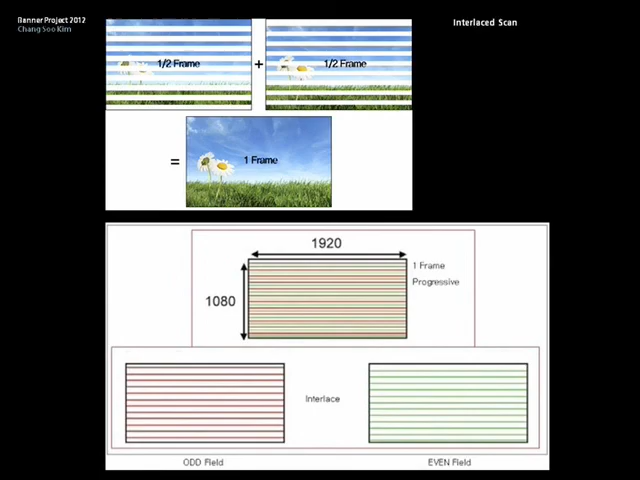 Banner Project 2012
Chang Soo Kim
Interlaced Scan
1/2 Frame
+
1/2 Frame
=
1 Frame
1920
1 Frame
Progressive
1080
Interlace
ODD Field
EVEN Field